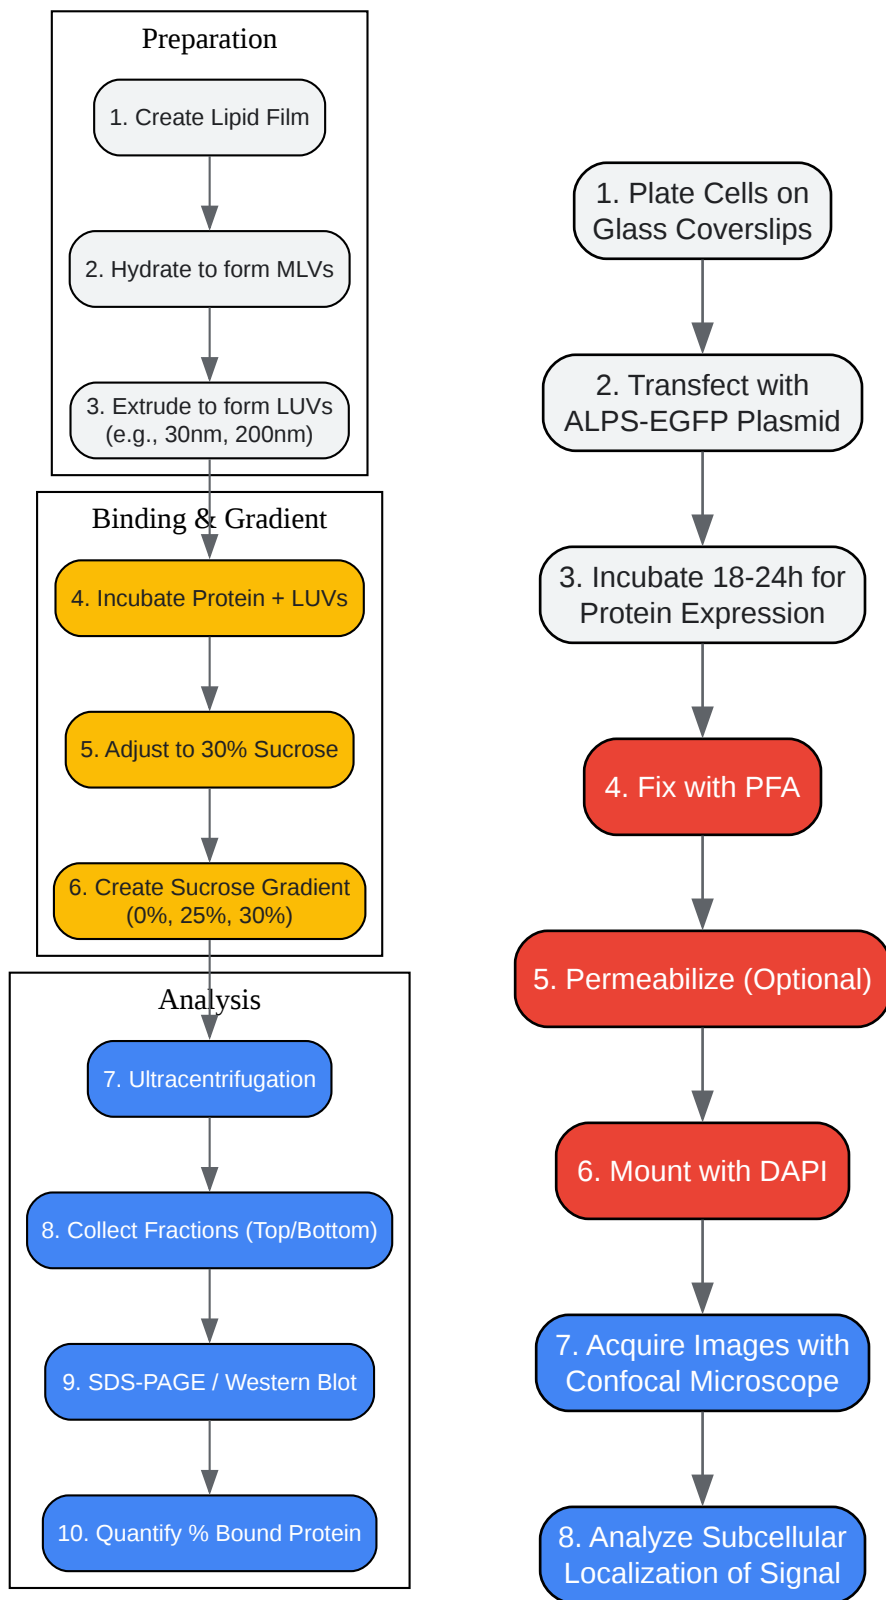 Preparation
1. Create Lipid Film
2. Hydrate to form MLVs
3. Extrude to form LUVs
(e.g., 30nm, 200nm)
Binding & Gradient
4. Incubate Protein + LUVs
5. Adjust to 30% Sucrose
6. Create Sucrose Gradient
(0%, 25%, 30%)
Analysis
7. Ultracentrifugation
8. Collect Fractions (Top/Bottom)
9. SDS-PAGE / Western Blot
10. Quantify % Bound Protein
1. Plate Cells on
Glass Coverslips
2. Transfect with
ALPS-EGFP Plasmid
3. Incubate 18-24h for
Protein Expression
4. Fix with PFA
5. Permeabilize (Optional)
6. Mount with DAPI
7. Acquire Images with
Confocal Microscope
8. Analyze Subcellular
Localization of Signal